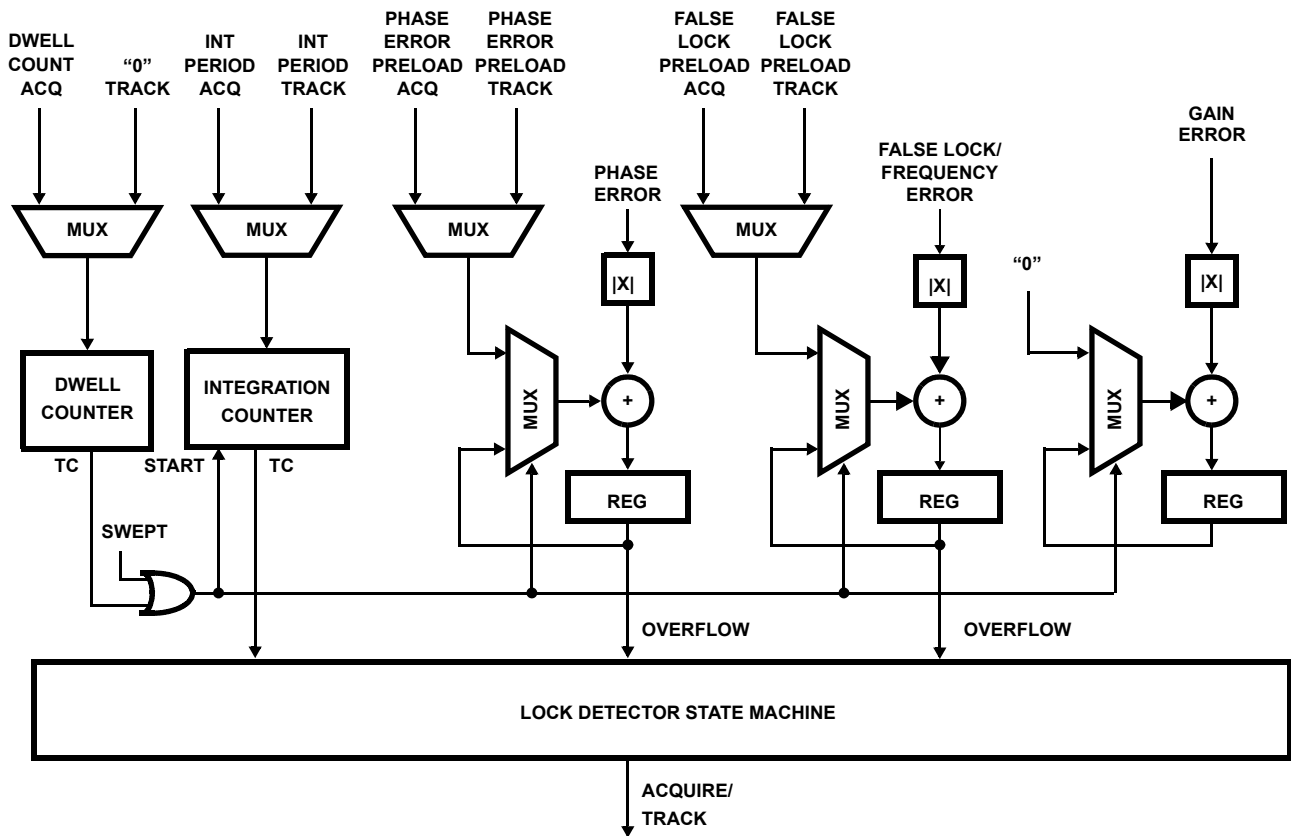 DWELL
COUNT
ACQ
“0”
TRACK
INT
PERIOD
ACQ
INT
PERIOD
TRACK
PHASE
ERROR
PRELOAD
ACQ
PHASE
ERROR
PRELOAD
TRACK
FALSE
LOCK
PRELOAD
ACQ
FALSE
LOCK
PRELOAD
TRACK
GAIN
ERROR
PHASE
ERROR
FALSE LOCK/
FREQUENCY
ERROR
MUX
MUX
MUX
MUX
|X|
|X|
“0”
|X|
DWELL
COUNTER
INTEGRATION
COUNTER
MUX
+
MUX
+
MUX
+
TC
START
TC
REG
REG
REG
SWEPT
OVERFLOW
OVERFLOW
LOCK DETECTOR STATE MACHINE
ACQUIRE/
TRACK